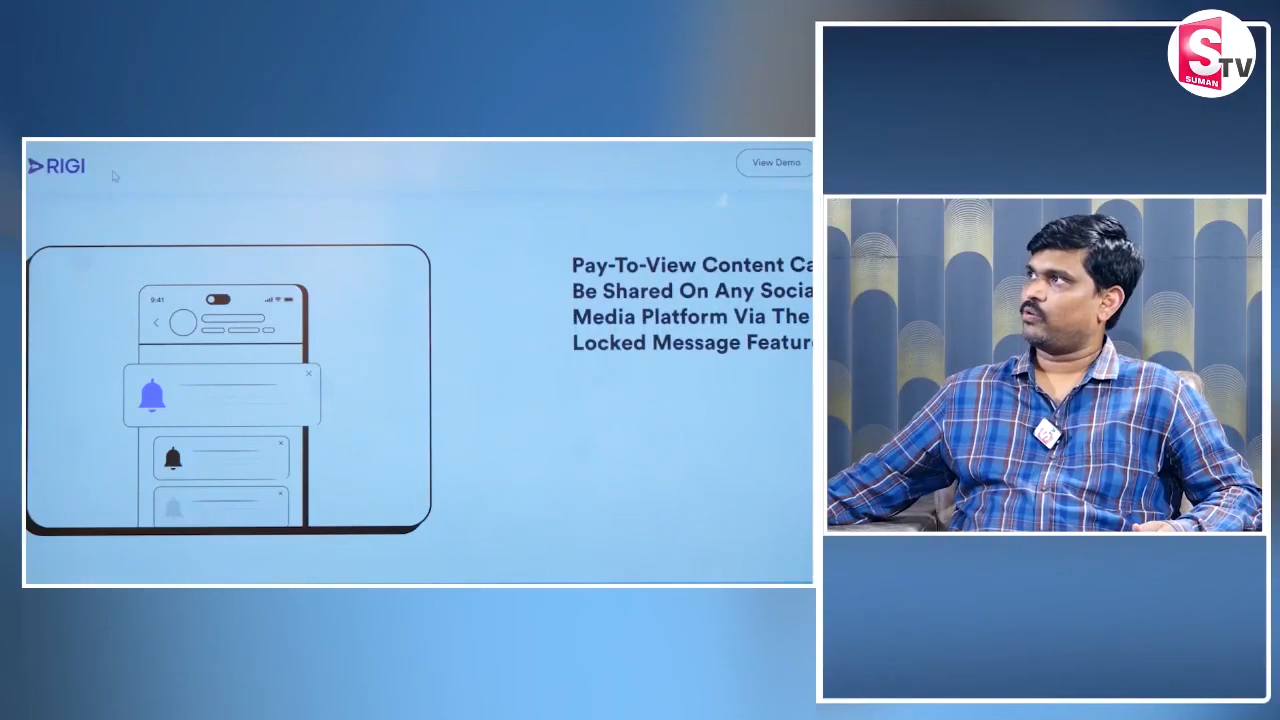 RIGI
View Demo
9:41
Pay-To-View Content Ca
Be Shared On Any Socia
Media Platform Via The
Locked Message Featur
S TV
SUMAN